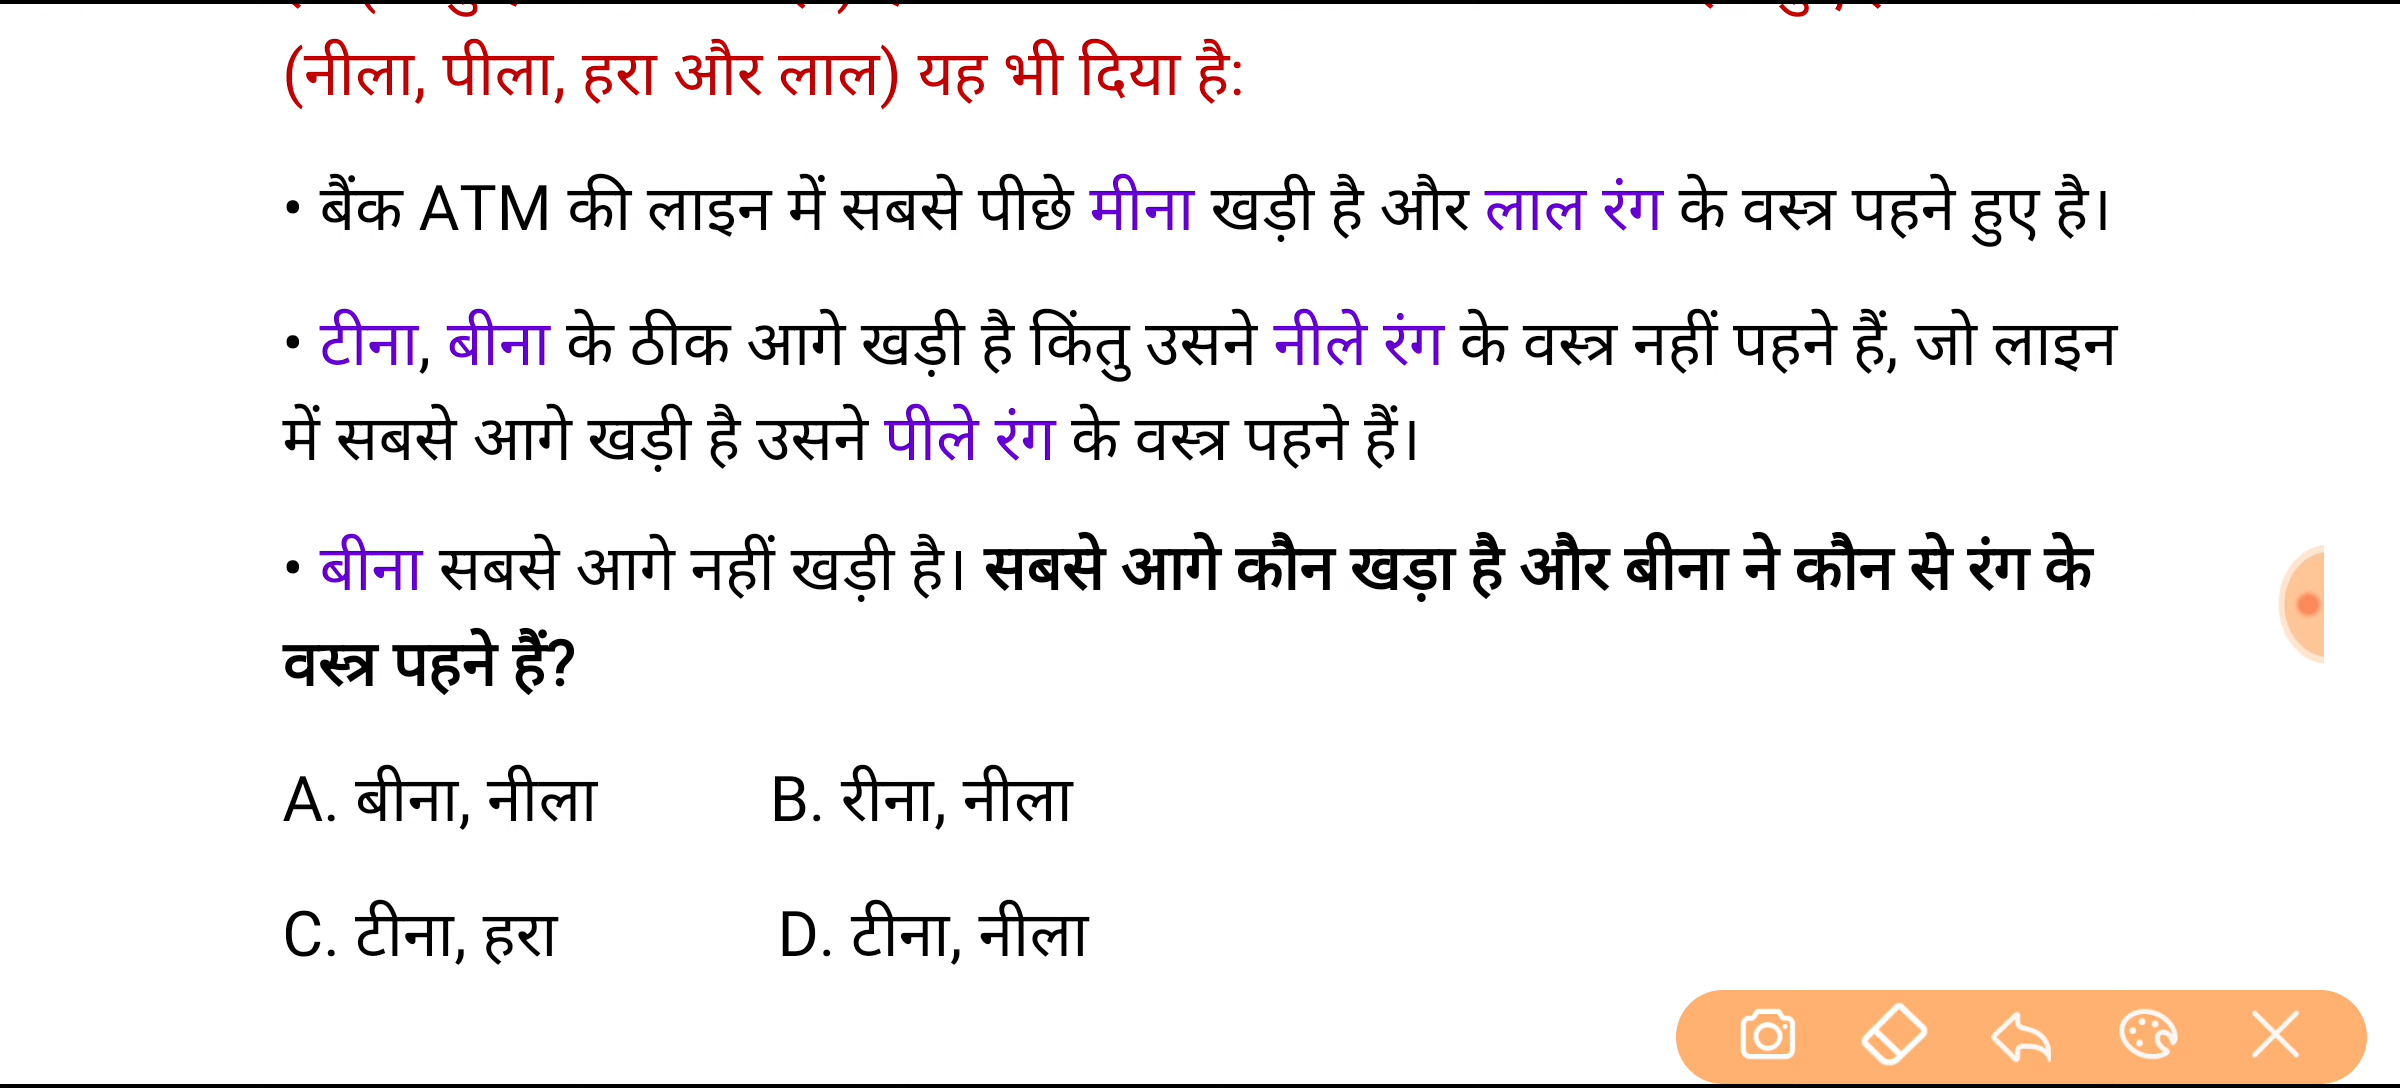 (नीला, पीला, हरा और लाल) यह भी दिया है:
• बैंक ATM की लाइन में सबसे पीछे मीना खड़ी है और लाल रंग के वस्त्र पहने हुए है।
• टीना, बीना के ठीक आगे खड़ी है किंतु उसने नीले रंग के वस्त्र नहीं पहने हैं, जो लाइन
में सबसे आगे खड़ी है उसने पीले रंग के वस्त्र पहने हैं।
• बीना सबसे आगे नहीं खड़ी है। सबसे आगे कौन खड़ा है और बीना ने कौन से रंग के
वस्त्र पहने हैं?
A. बीना, नीला B. रीना, नीला
C. टीना, हरा D. टीना, नीला